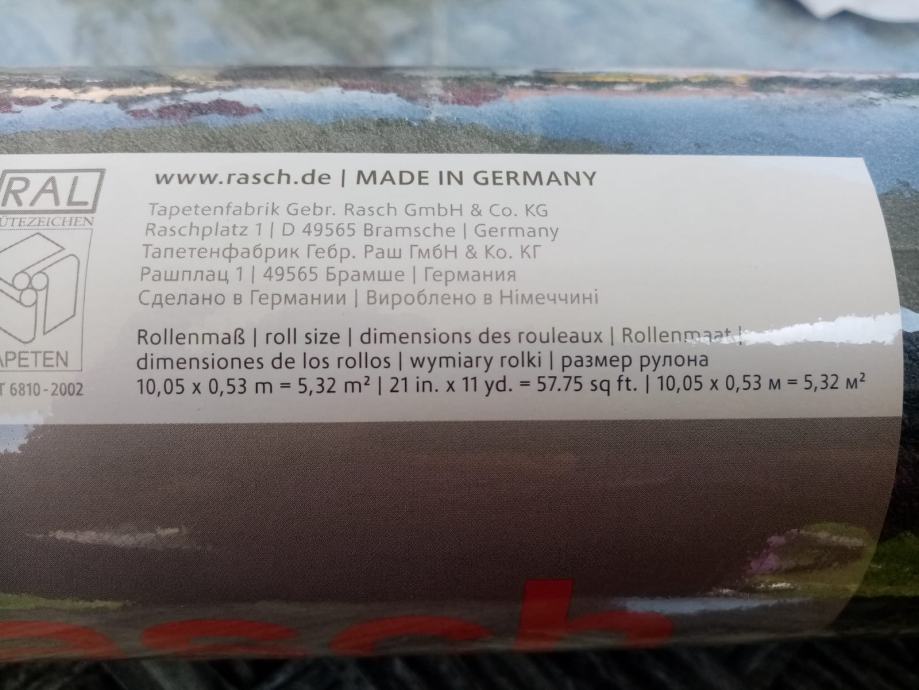 RAL
GÜTEZEICHEN
TAPETEN
6810-2002
www.rasch.de | MADE IN GERMANY
Tapetenfabrik Gebr. Rasch GmbH & Co. KG
Raschplatz 1 | D 49565 Bramsche | Germany
Тапетенфабрик Гебр. Раш ГмбН & Ко. КГ
Рашплац 1 | 49565 Брамше | Германия
Сделано в Германии | Вироблено в Німеччині
Rollenmaß | roll size | dimensions des rouleaux | Rollenmaat |
dimensiones de los rollos | wymiary rolki | размер рулона
10,05 x 0,53 m = 5,32 m² | 21 in. x 11 yd. = 57.75 sq ft. | 10,05 x 0,53 м = 5,32 м²
rasch